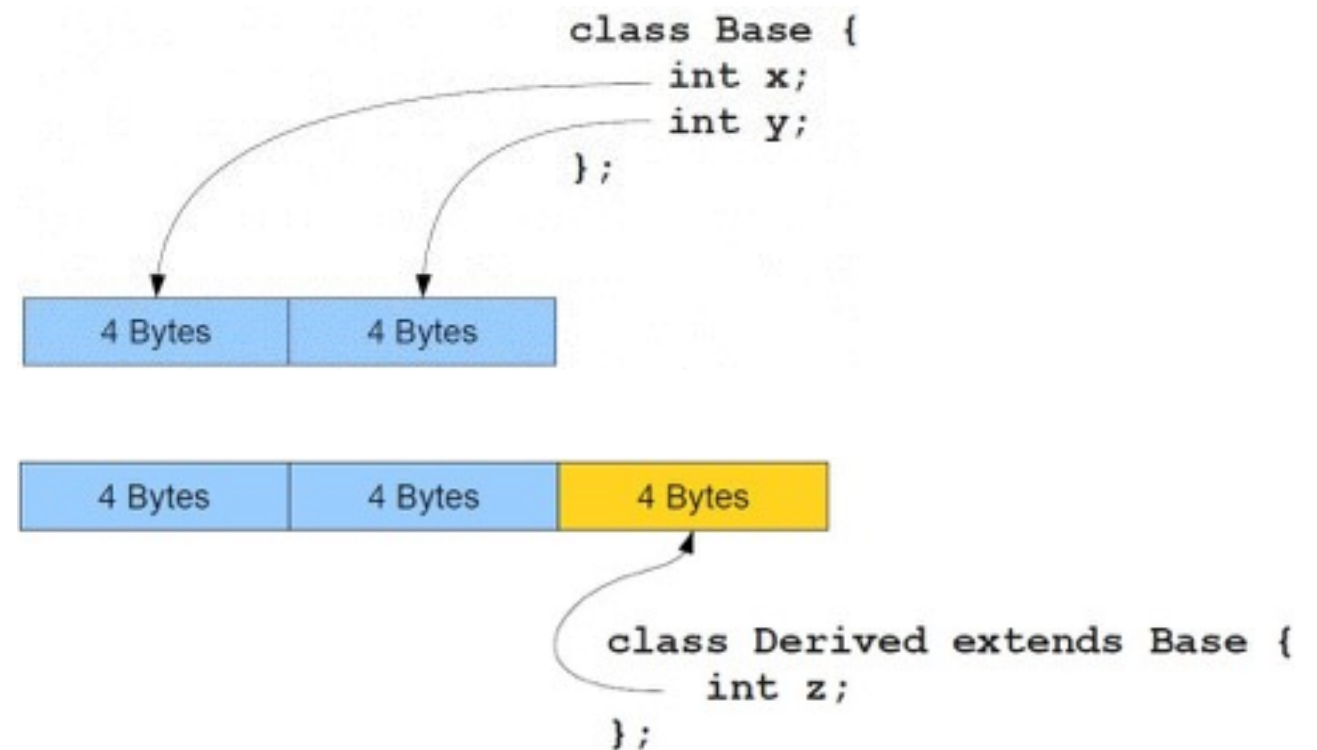 class Base {
int x;
int y;
};
4 Bytes 4 Bytes
4 Bytes 4 Bytes 4 Bytes
class Derived extends Base {
int z;
};